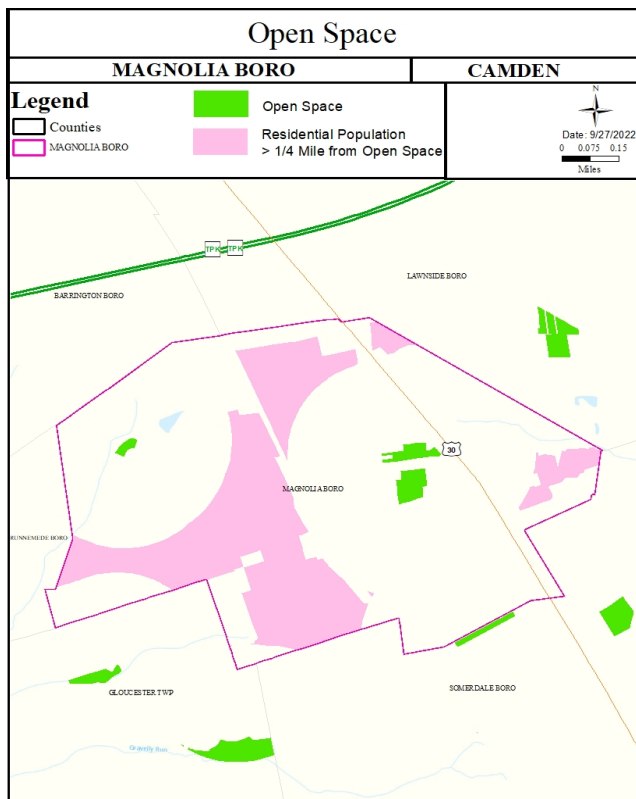 Open Space
MAGNOLIA BORO
CAMDEN
Legend
Counties
MAGNOLIA BORO
Open Space
Residential Population
> 1/4 Mile from Open Space
N
Date: 9/27/2022
0 0.075 0.15
Miles
TPK TPK
LAWNSIDE BORO
BARRINGTON BORO
30
MAGNOLIA BORO
RUNNEMEDE BORO
GLOUCESTER TWP
SOMERDALE BORO
Gravelly Run